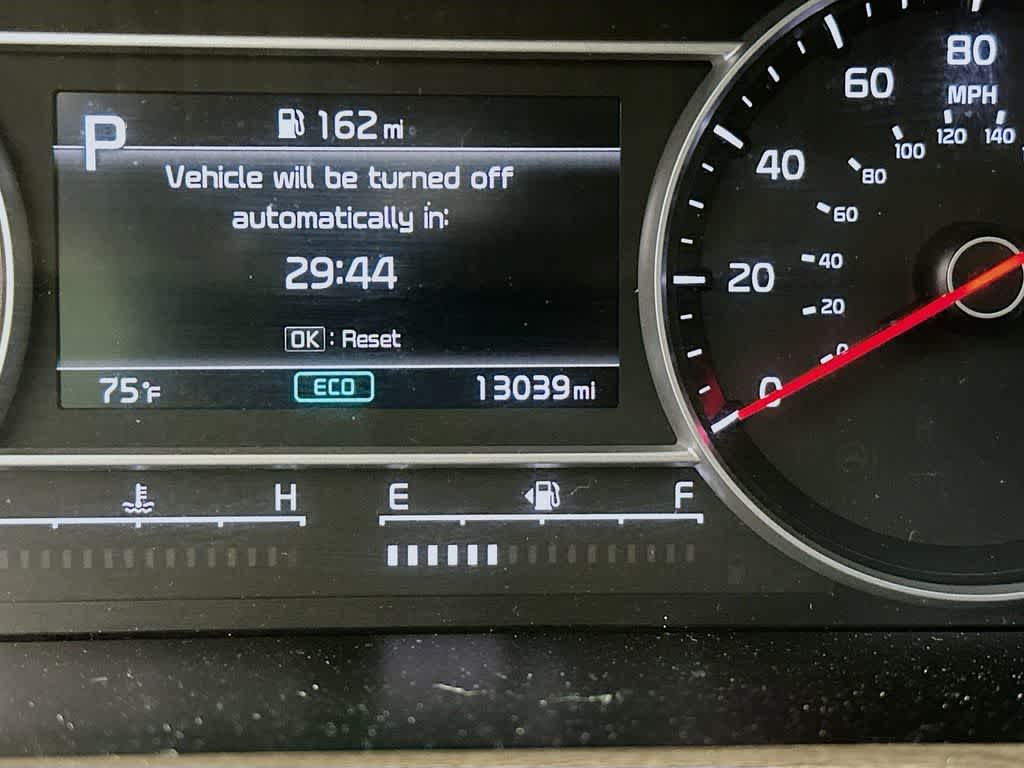 P
162 mi
Vehicle will be turned off
automatically in:
29:44
OK : Reset
75°F
ECO
13039 mi
H
E
F
80
MPH
60
40
20
0
140
120
100
80
60
40
20
0